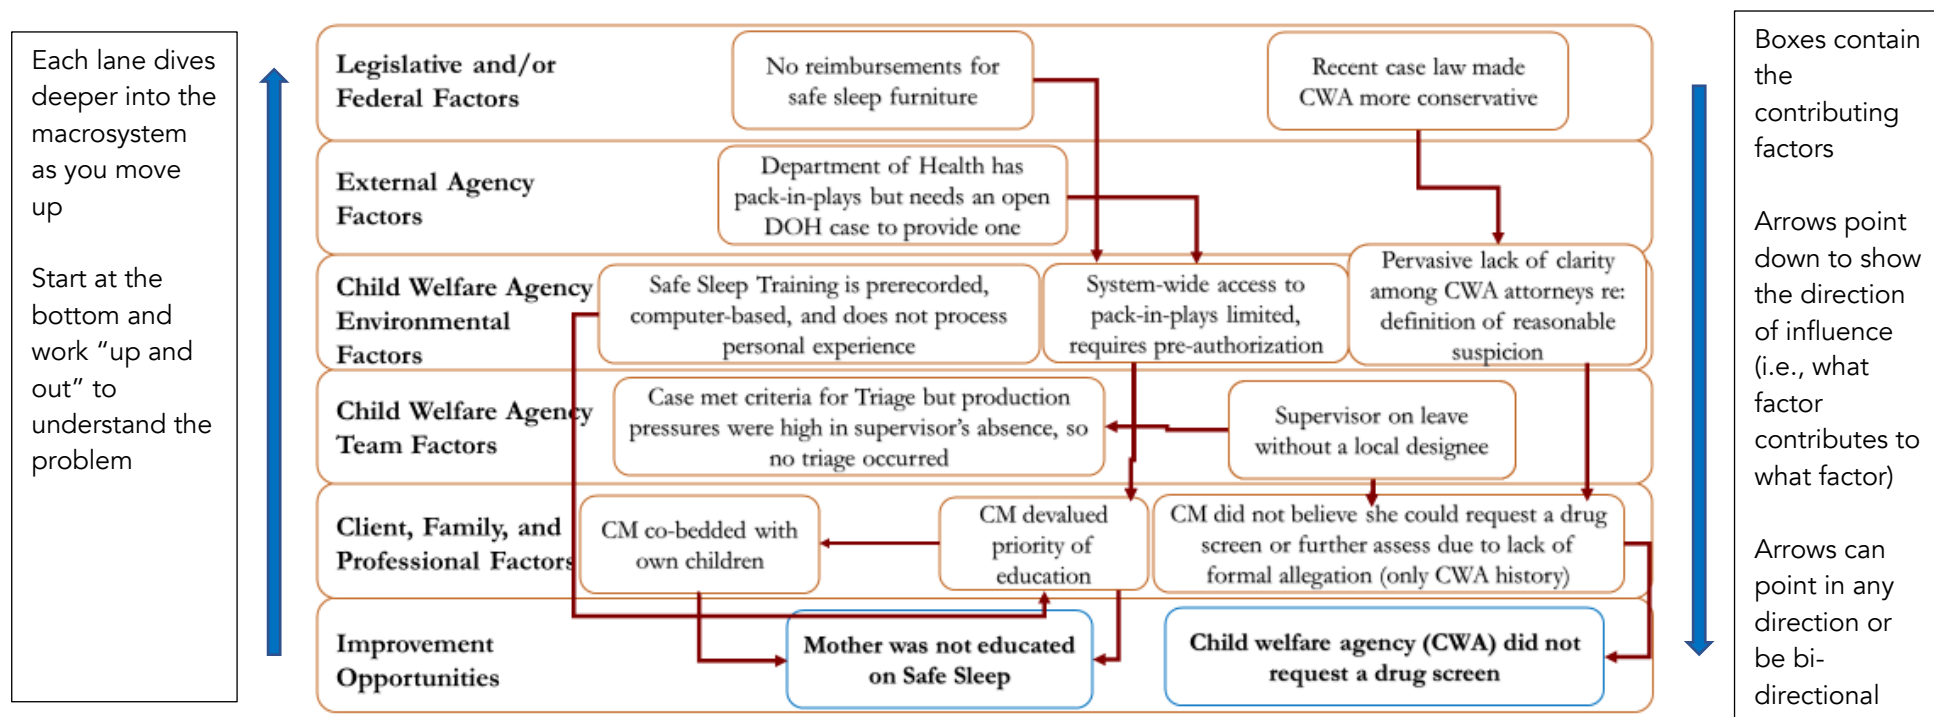 Each lane dives
deeper into the
macrosystem
as you move
up
Start at the
bottom and
work “up and
out” to
understand the
problem
Legislative and/or
Federal Factors
No reimbursements for
safe sleep furniture
Recent case law made
CWA more conservative
External Agency
Factors
Department of Health has
pack-in-plays but needs an open
DOH case to provide one
Child Welfare Agency
Environmental
Factors
Safe Sleep Training is prerecorded,
computer-based, and does not process
personal experience
System-wide access to
pack-in-plays limited,
requires pre-authorization
Pervasive lack of clarity
among CWA attorneys re:
definition of reasonable
suspicion
Child Welfare Agency
Team Factors
Case met criteria for Triage but production
pressures were high in supervisor’s absence, so
no triage occurred
Supervisor on leave
without a local designee
Client, Family, and
Professional Factors
CM co-bedded with
own children
CM devalued
priority of
education
CM did not believe she could request a drug
screen or further assess due to lack of
formal allegation (only CWA history)
Improvement
Opportunities
Mother was not educated
on Safe Sleep
Child welfare agency (CWA) did not
request a drug screen
Boxes contain
the
contributing
factors
Arrows point
down to show
the direction
of influence
(i.e., what
factor
contributes to
what factor)
Arrows can
point in any
direction or
be bi-
directional